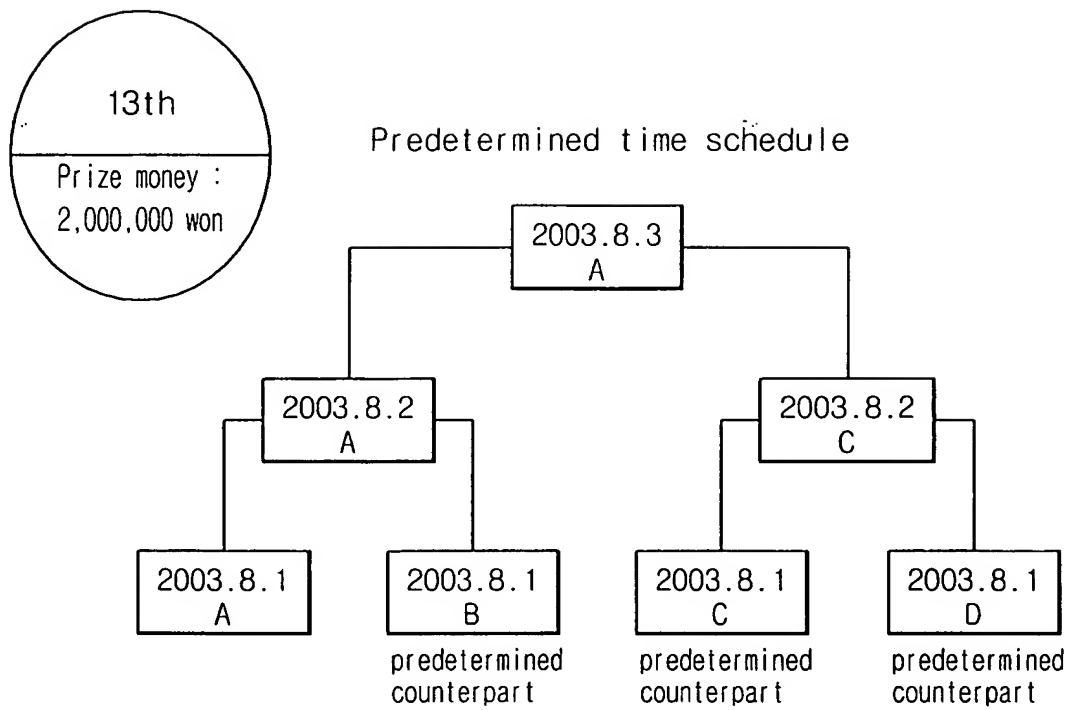 13th
Prize money :
2,000,000 won
Predetermined time schedule
2003.8.3
A
2003.8.2
A
2003.8.2
C
2003.8.1
A
2003.8.1
B
2003.8.1
C
2003.8.1
D
predetermined
counterpart
predetermined
counterpart
predetermined
counterpart